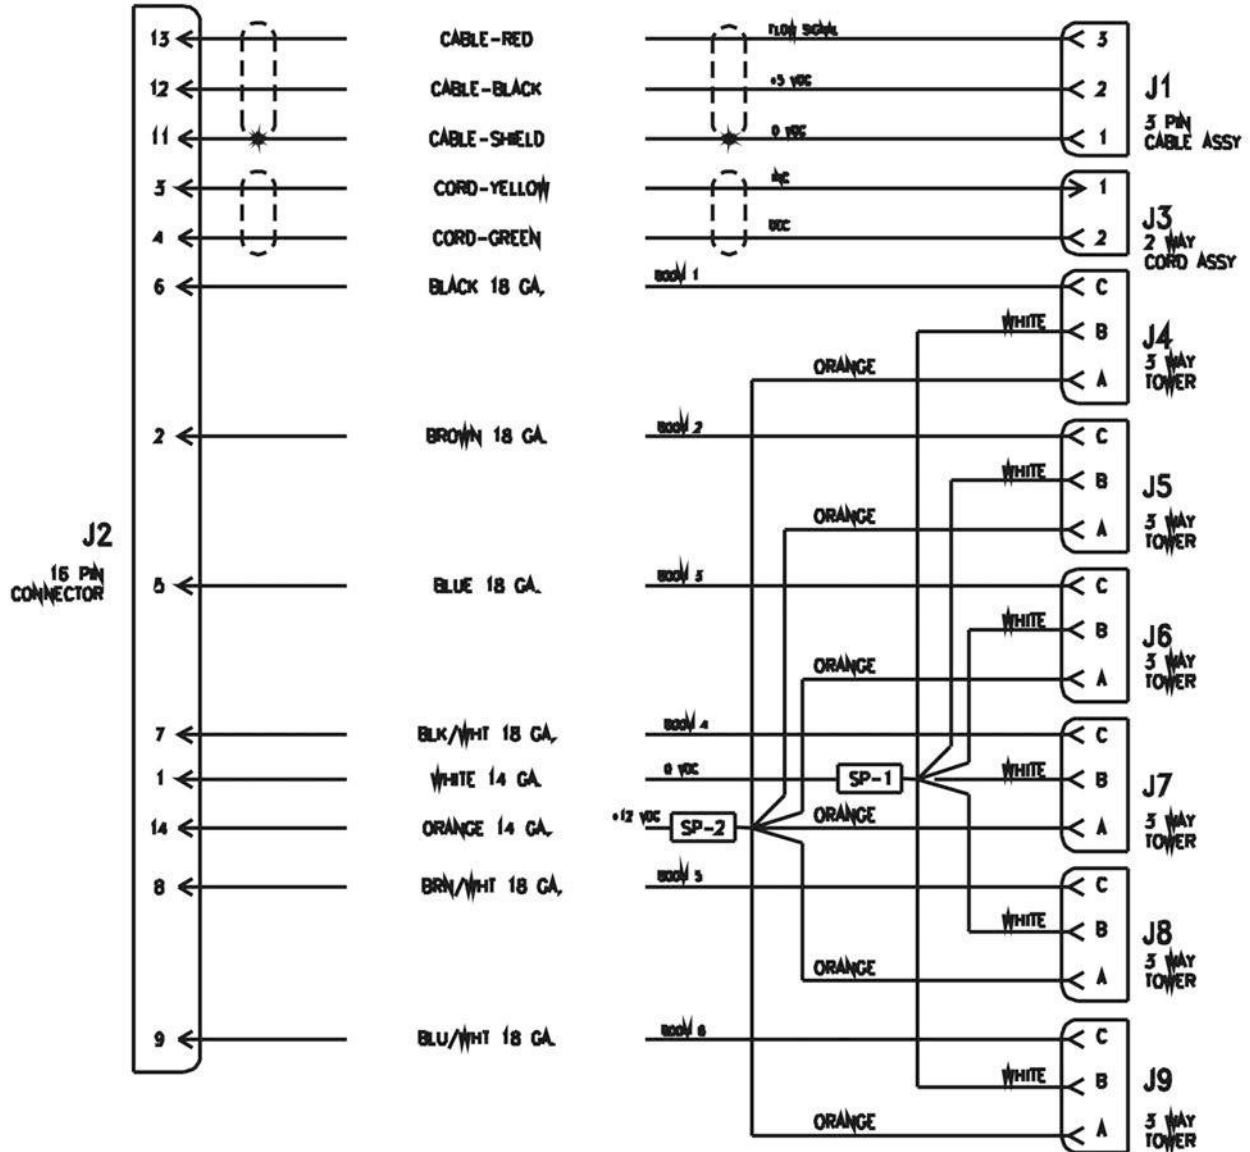 13 CABLE-RED FLOW SIGNAL 3
12 CABLE-BLACK +5 VDC 2
J1
11 CABLE-SHIELD 0 VDC 1
3 PIN
CABLE ASSY
3 CORD-YELLOW INC 1
4 CORD-GREEN DEC 2
J3
2 WAY
CORD ASSY
6 BLACK 18 GA. BOOM 1 C
WHITE B
J4
ORANGE A
3 WAY
TOWER
2 BROWN 18 GA. BOOM 2 C
WHITE B
J5
ORANGE A
3 WAY
TOWER
J2
16 PIN
CONNECTOR
5 BLUE 18 GA. BOOM 3 C
WHITE B
J6
ORANGE A
3 WAY
TOWER
7 BLK/WHT 18 GA. BOOM 4 C
1 WHITE 14 GA. 0 VDC SP-1 WHITE B
J7
14 ORANGE 14 GA. +12 VDC SP-2 ORANGE A
3 WAY
TOWER
8 BRN/WHT 18 GA. BOOM 5 C
WHITE B
J8
ORANGE A
3 WAY
TOWER
9 BLU/WHT 18 GA. BOOM 6 C
WHITE B
J9
ORANGE A
3 WAY
TOWER